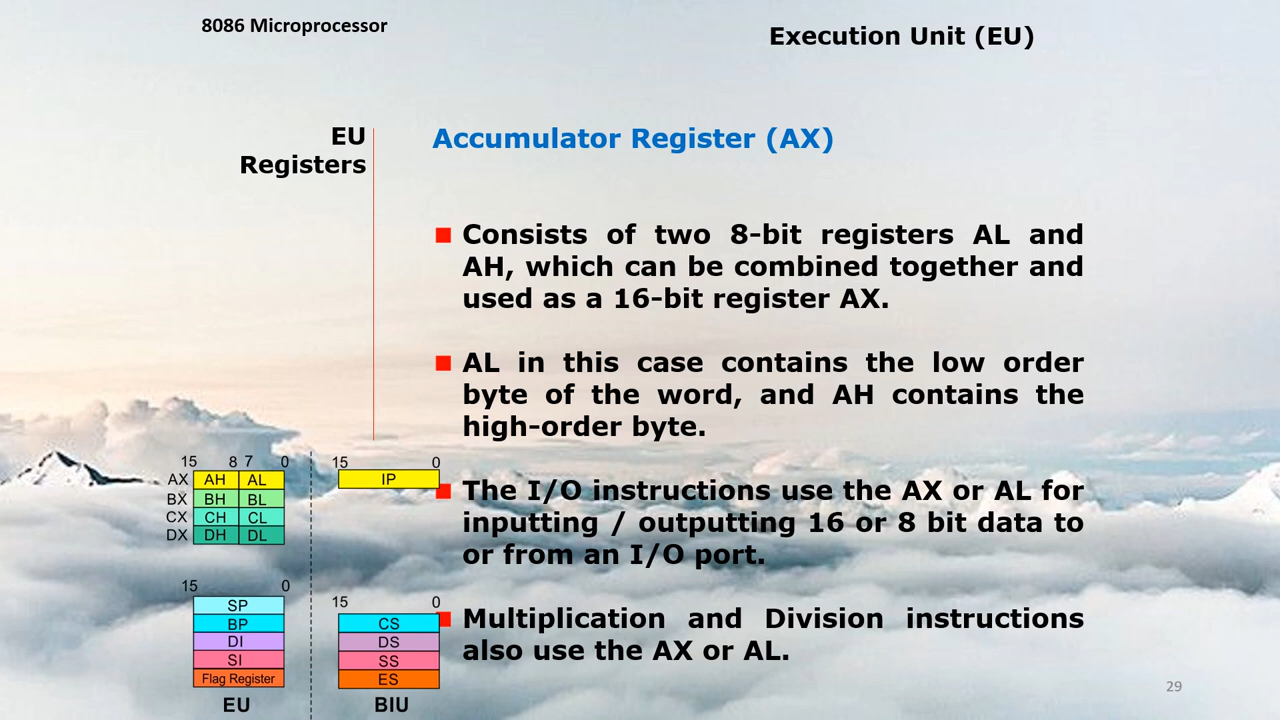 8086 Microprocessor
Execution Unit (EU)
EU
Registers
Accumulator Register (AX)
Consists of two 8-bit registers AL and
AH, which can be combined together and
used as a 16-bit register AX.
AL in this case contains the low order
byte of the word, and AH contains the
high-order byte.
The I/O instructions use the AX or AL for
inputting / outputting 16 or 8 bit data to
or from an I/O port.
Multiplication and Division instructions
also use the AX or AL.
15 8 7 0
AX AH AL
BX BH BL
CX CH CL
DX DH DL
15 0
IP
15 0
SP
BP
DI
SI
Flag Register
EU
15 0
CS
DS
SS
ES
BIU
29